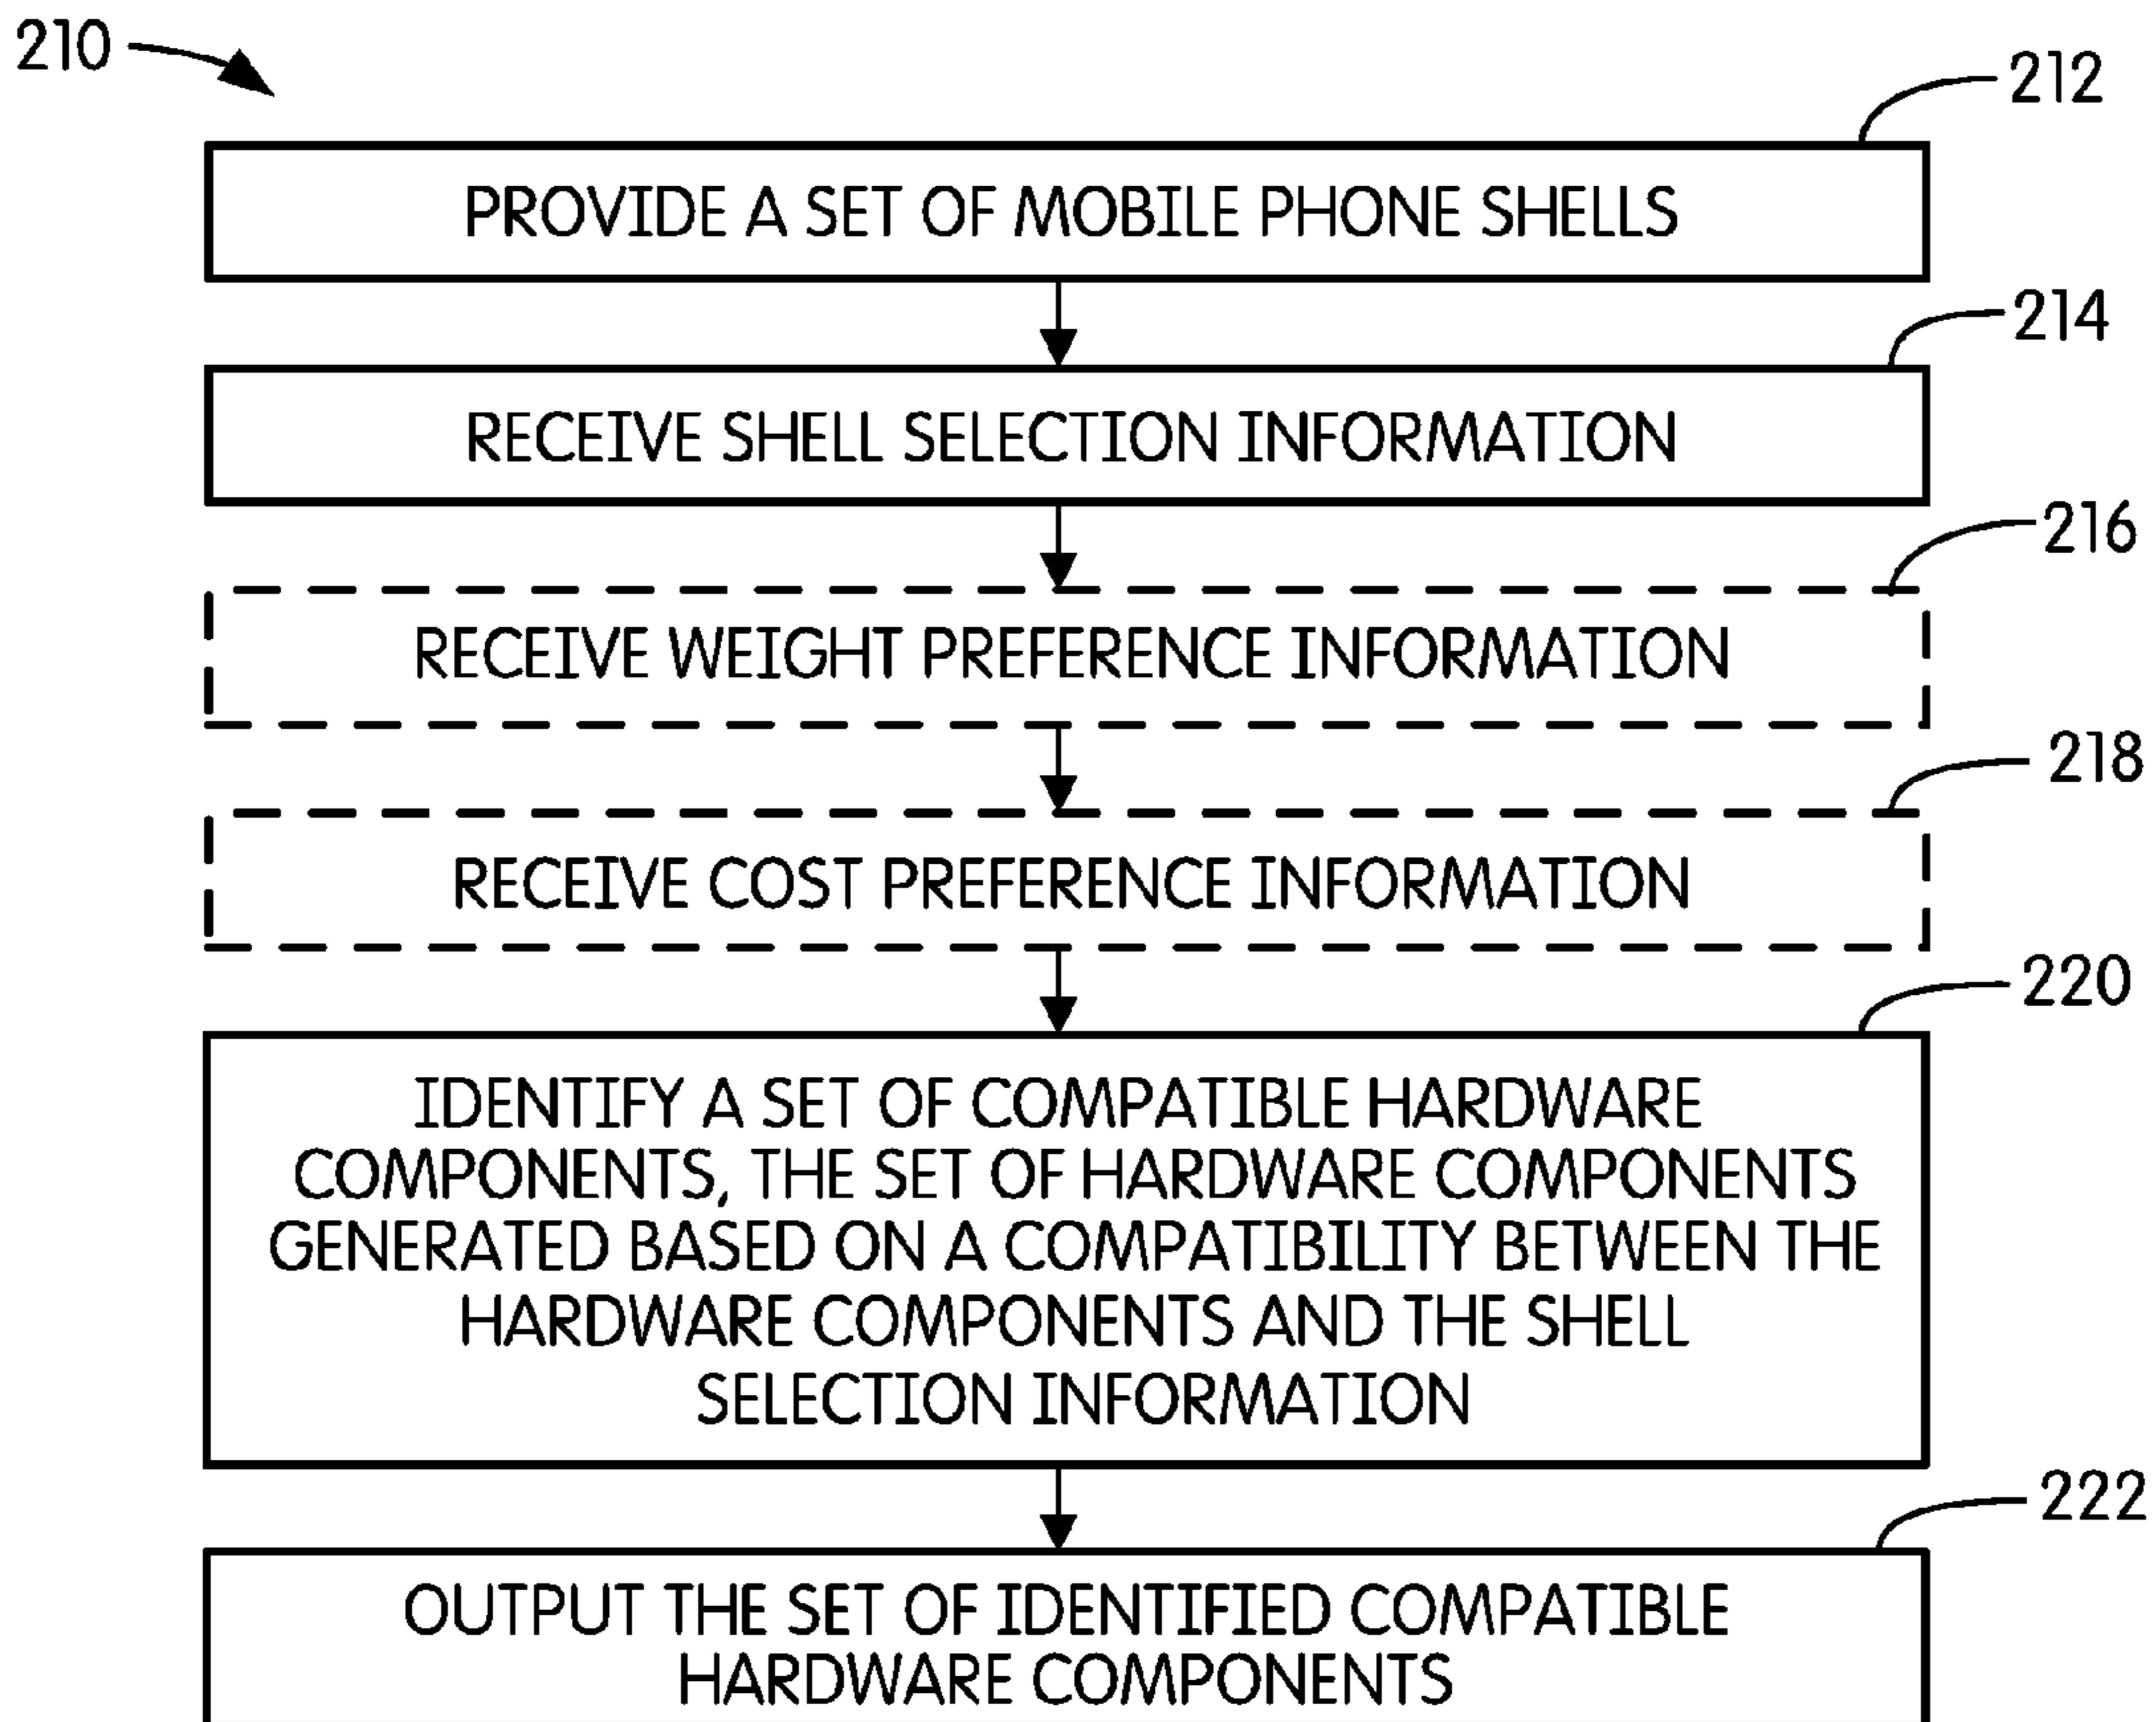 210
212
PROVIDE A SET OF MOBILE PHONE SHELLS
214
RECEIVE SHELL SELECTION INFORMATION
216
RECEIVE WEIGHT PREFERENCE INFORMATION
218
RECEIVE COST PREFERENCE INFORMATION
220
IDENTIFY A SET OF COMPATIBLE HARDWARE
COMPONENTS, THE SET OF HARDWARE COMPONENTS
GENERATED BASED ON A COMPATIBILITY BETWEEN THE
HARDWARE COMPONENTS AND THE SHELL
SELECTION INFORMATION
222
OUTPUT THE SET OF IDENTIFIED COMPATIBLE
HARDWARE COMPONENTS